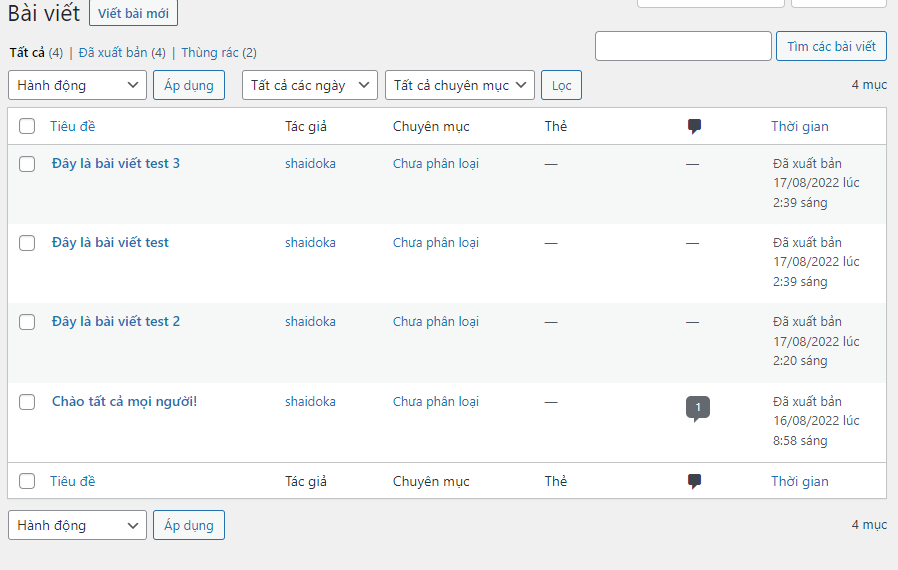 Bài viết Viết bài mới
Tất cả (4) | Đã xuất bản (4) | Thùng rác (2)
Tìm các bài viết
Hành động Áp dụng Tất cả các ngày Tất cả chuyên mục Lọc 4 mục
Tiêu đề Tác giả Chuyên mục Thẻ Thời gian
Đây là bài viết test 3 shaidoka Chưa phân loại — — Đã xuất bản
17/08/2022 lúc
2:39 sáng
Đây là bài viết test shaidoka Chưa phân loại — — Đã xuất bản
17/08/2022 lúc
2:39 sáng
Đây là bài viết test 2 shaidoka Chưa phân loại — — Đã xuất bản
17/08/2022 lúc
2:20 sáng
Chào tất cả mọi người! shaidoka Chưa phân loại — 1 Đã xuất bản
16/08/2022 lúc
8:58 sáng
Tiêu đề Tác giả Chuyên mục Thẻ Thời gian
Hành động Áp dụng 4 mục